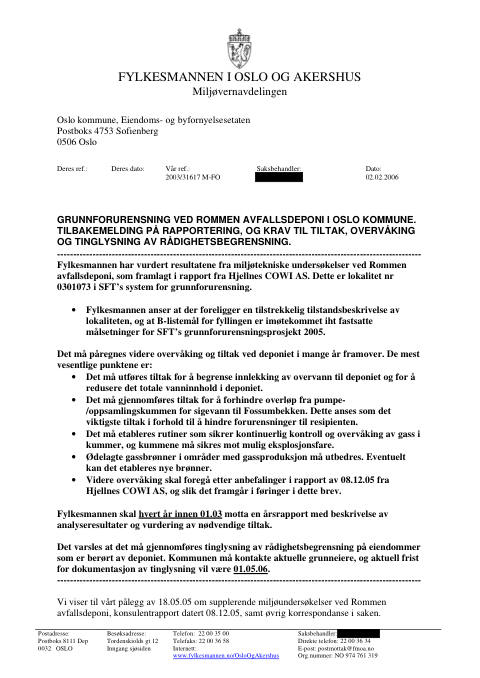 FYLKESMANNEN I OSLO OG AKERSHUS
Miljøvernavdelingen
Oslo kommune, Eiendoms- og byfornyelsesetaten
Postboks 4753 Sofienberg
0506 Oslo
Deres ref.: Deres dato: Vår ref.: Saksbehandler: Dato:
2003/31617 M-FO 02.02.2006
GRUNNFORURENSNING VED ROMMEN AVFALLSDEPONI I OSLO KOMMUNE.
TILBAKEMELDING PÅ RAPPORTERING, OG KRAV TIL TILTAK, OVERVÅKING
OG TINGLYSNING AV RÅDIGHETSBEGRENSNING.
Fylkesmannen har vurdert resultatene fra miljøtekniske undersøkelser ved Rommen
avfallsdeponi, som framlagt i rapport fra Hjellnes COWI AS. Dette er lokalitet nr
0301073 i SFT's system for grunnforurensning.
• Fylkesmannen anser at der foreligger en tilstrekkelig tilstandsbeskrivelse av
lokaliteten, og at B-listemål for fyllingen er imøtekommet iht fastsatte
målsetninger for SFT's grunnforurensningsprosjekt 2005.
Det må påregnes videre overvåking og tiltak ved deponiet i mange år framover. De mest
vesentlige punktene er:
• Det må utføres tiltak for å begrense innlekking av overvann til deponiet og for å
redusere det totale vanninnhold i deponiet.
• Det må gjennomføres tiltak for å forhindre overløp fra pumpe-
/oppsamlingskummen for sigevann til Fossumbekken. Dette anses som det
viktigste tiltak i forhold til å hindre forurensninger til resipienten.
• Det må etableres rutiner som sikrer kontinuerlig kontroll og overvåking av gass i
kummer, og kummene må sikres mot mulig eksplosjonsfare.
• Ødelagte gassbrønner i områder med gassproduksjon må utbedres. Eventuelt
kan det etableres nye brønner.
• Videre overvåking skal foregå etter anbefalinger i rapport av 08.12.05 fra
Hjellnes COWI AS, og slik det framgår i føringer i dette brev.
Fylkesmannen skal hvert år innen 01.03 motta en årsrapport med beskrivelse av
analyseresultater og vurdering av nødvendige tiltak.
Det varsles at det må gjennomføres tinglysning av rådighetsbegrensning på eiendommer
som er berørt av deponiet. Kommunen må kontakte aktuelle grunneiere, og aktuell frist
for dokumentasjon av tinglysning vil være 01.05.06.
Vi viser til vårt pålegg av 18.05.05 om supplerende miljøundersøkelser ved Rommen
avfallsdeponi, konsulentrapport datert 08.12.05, samt øvrig korrespondanse i saken.
Postadresse: Besøksadresse: Telefon: 22 00 35 00 Saksbehandler:
Postboks 8111 Dep Tordenskiolds gt 12 Telefaks: 22 00 36 58 Direkte telefon: 22 00 36 34
0032 OSLO Inngang sjøsiden Internett: E-post: postmottak@fmoa.no
www.fylkesmannen.no/OsloOgAkershus Org.nummer: NO 974 761 319